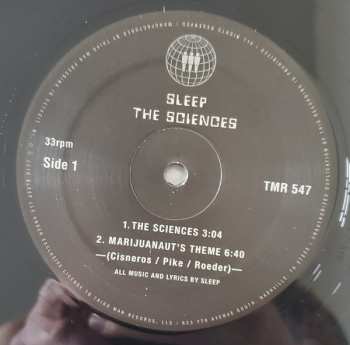 SLEEP
THE SCIENCES
33rpm
Side 1
TMR 547
1. THE SCIENCES 3:04
2. MARIJUANAUT'S THEME 6:40
—(Cisneros / Pike / Roeder)—
ALL MUSIC AND LYRICS BY SLEEP